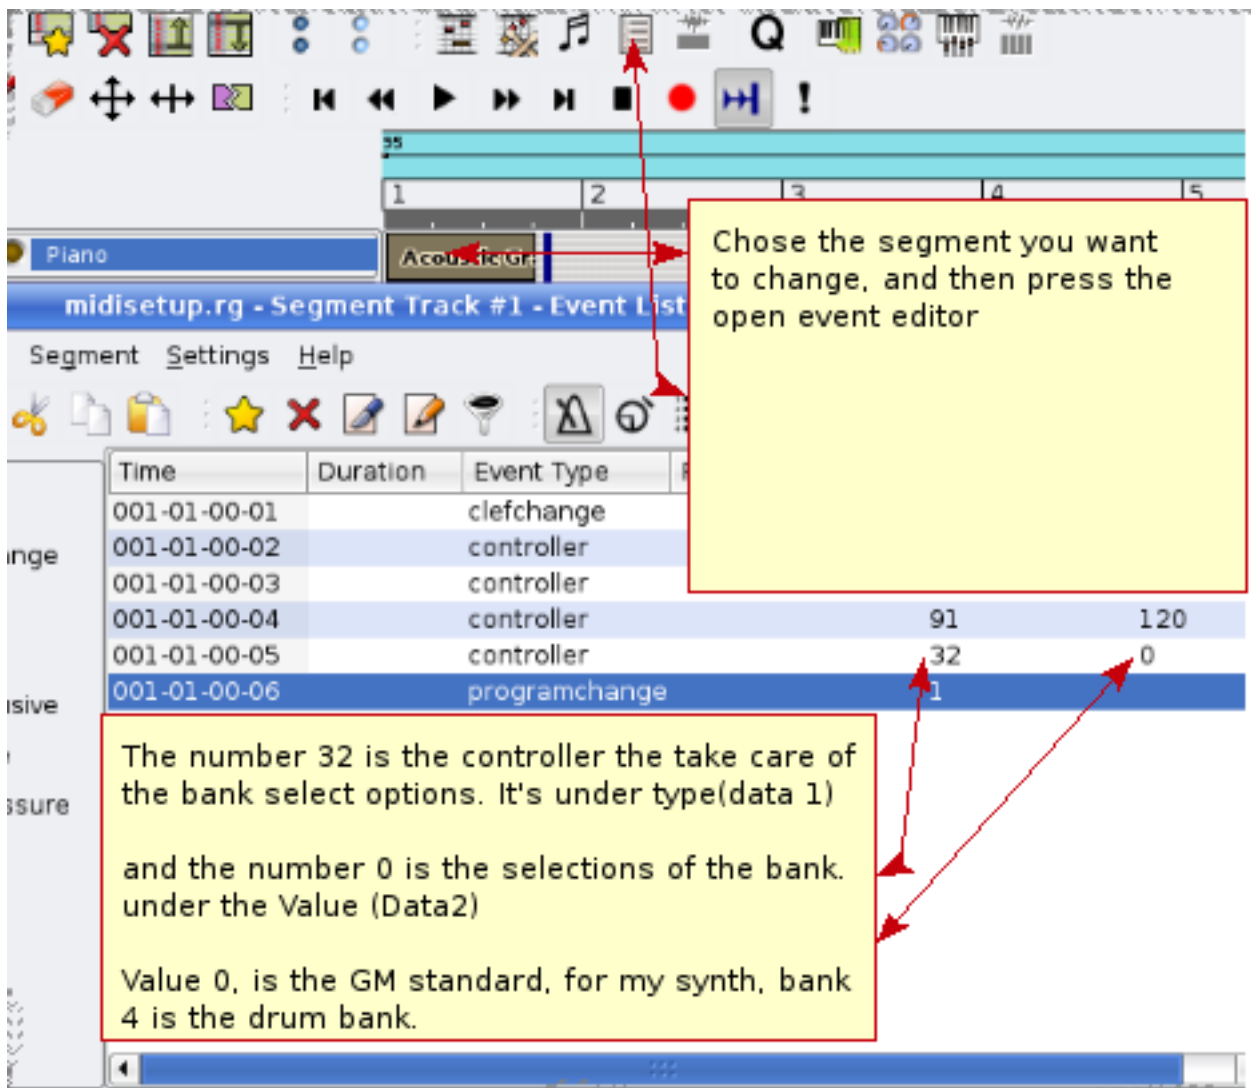 Q
!
95
1 2 3 4 5
Piano
Acoustic Gr
midisetup.rg - Segment Track #1 - Event List
Segment Settings Help
Time Duration Event Type
001-01-00-01 clefchange
001-01-00-02 controller
001-01-00-03 controller
001-01-00-04 controller 91 120
001-01-00-05 controller 32 0
001-01-00-06 programchange 1
Chose the segment you want
to change, and then press the
open event editor
The number 32 is the controller the take care of
the bank select options. It's under type(data 1)
and the number 0 is the selections of the bank.
under the Value (Data2)
Value 0, is the GM standard, for my synth, bank
4 is the drum bank.